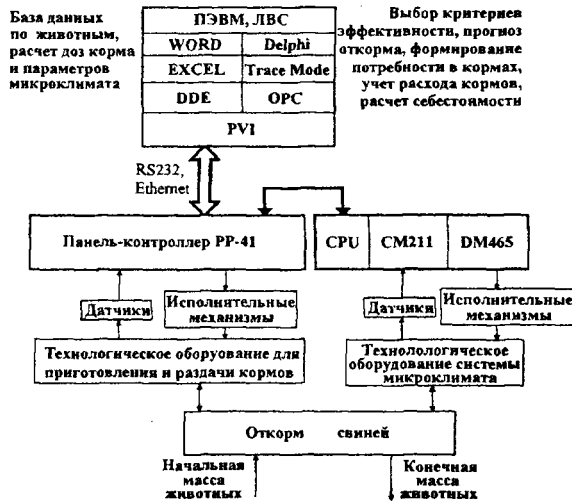 База данных
по животным,
расчет доз корма
и параметров
микроклимата
ПЭВМ, ЛВС
WORD
Delphi
EXCEL
Trace Mode
DDE
OPC
PVI
Выбор критериев
эффективности, прогноз
откорма, формирование
потребности в кормах,
учет расхода кормов,
расчет себестоимости
RS232,
Ethernet
Панель-контроллер PP-41
CPU
CM211
DM465
Датчики
Исполнительные
механизмы
Датчики
Исполнительные
механизмы
Технологическое оборуование для
приготовления и раздачи кормов
Технолологическое
оборудование системы
микроклимата
Откорм свиней
Начальная
масса
животных
Конечная
масса
животных